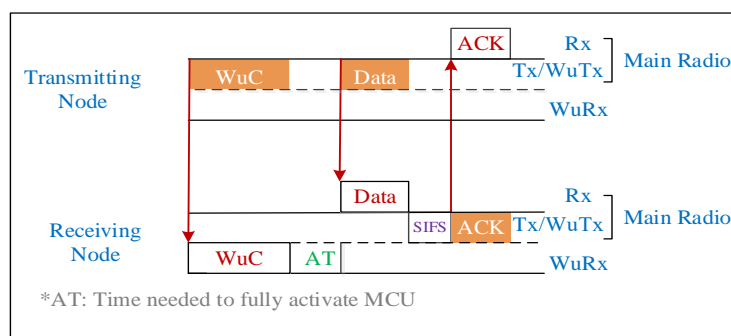 ACK Rx
Transmitting Node WuC Data Tx/WuTx Main Radio
WuRx
Data Rx
Receiving Node SIFS ACK Tx/WuTx Main Radio
WuC AT WuRx
*AT: Time needed to fully activate MCU